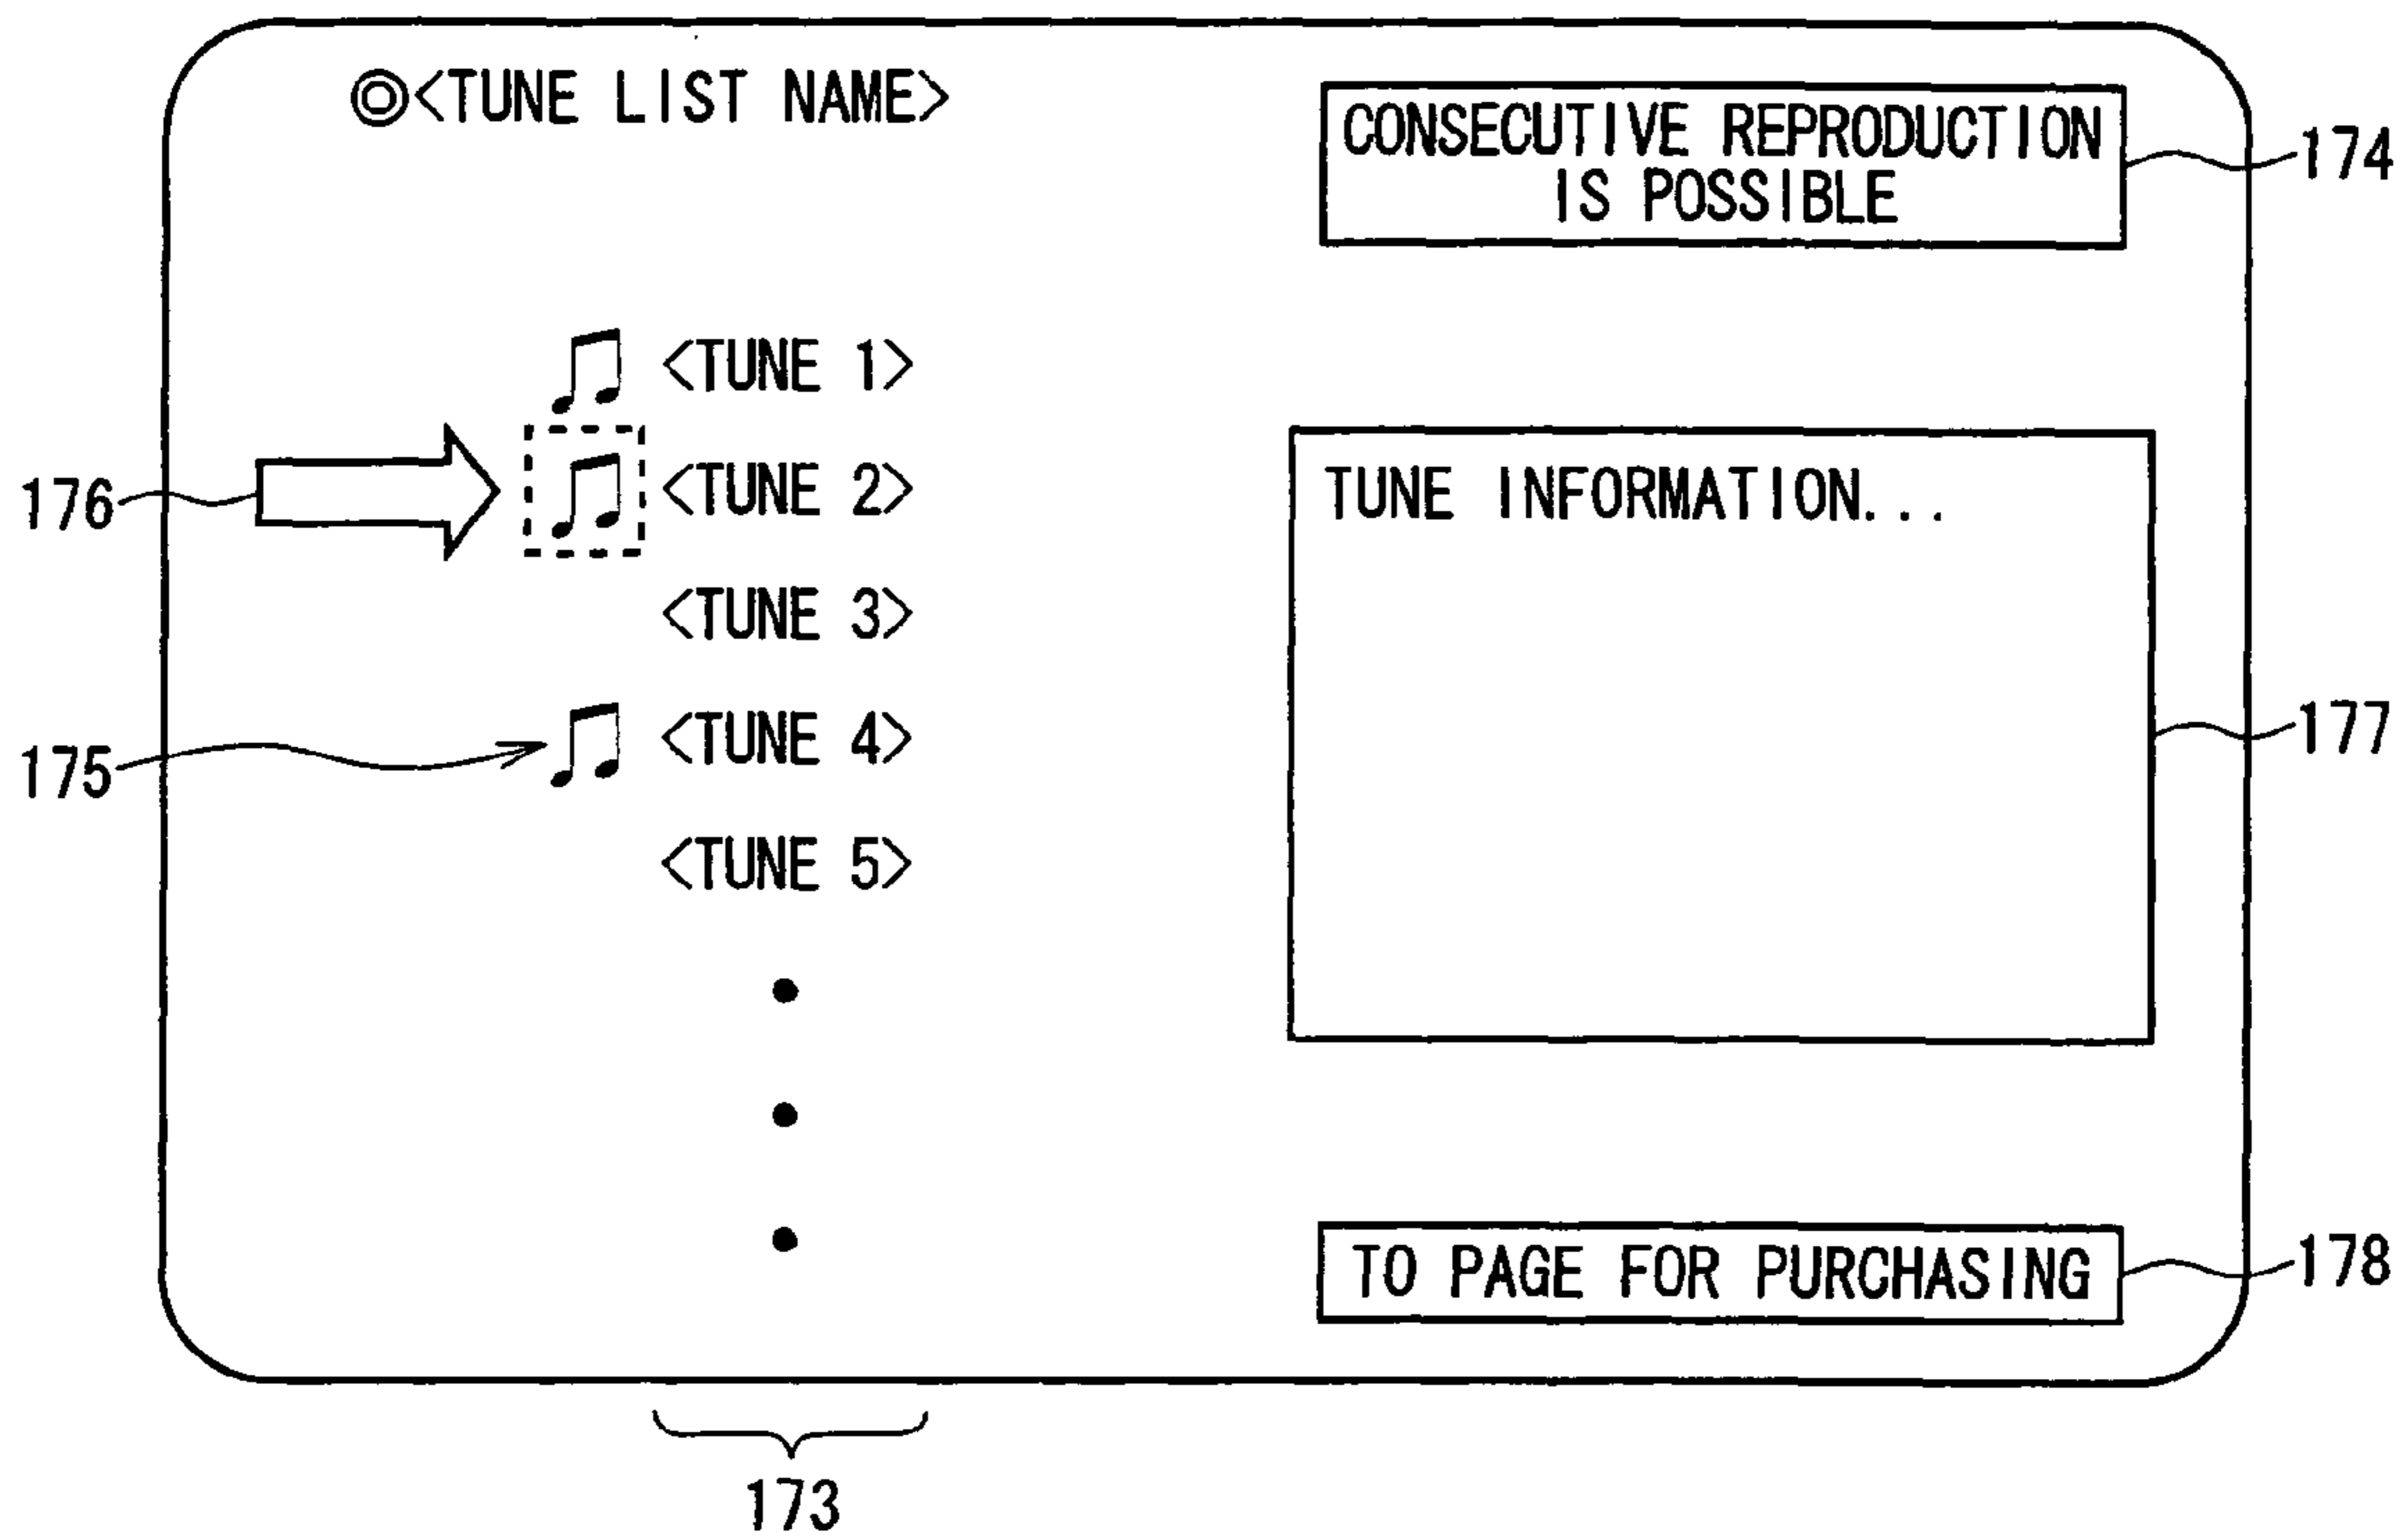 ◎<TUNE LIST NAME>
CONSECUTIVE REPRODUCTION
IS POSSIBLE
174
<TUNE 1>
176
<TUNE 2>
TUNE INFORMATION...
<TUNE 3>
175
<TUNE 4>
177
<TUNE 5>
TO PAGE FOR PURCHASING
178
173